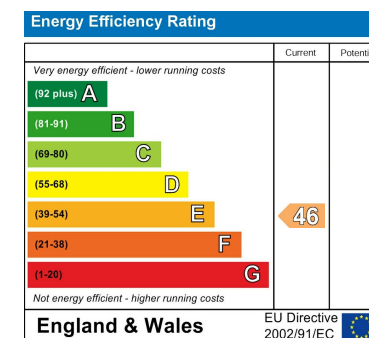 Energy Efficiency Rating
Current Potenti
Very energy efficient - lower running costs
(92 plus) A
(81-91) B
(69-80) C
(55-68) D
(39-54) E 46
(21-38) F
(1-20) G
Not energy efficient - higher running costs
England & Wales
EU Directive
2002/91/EC